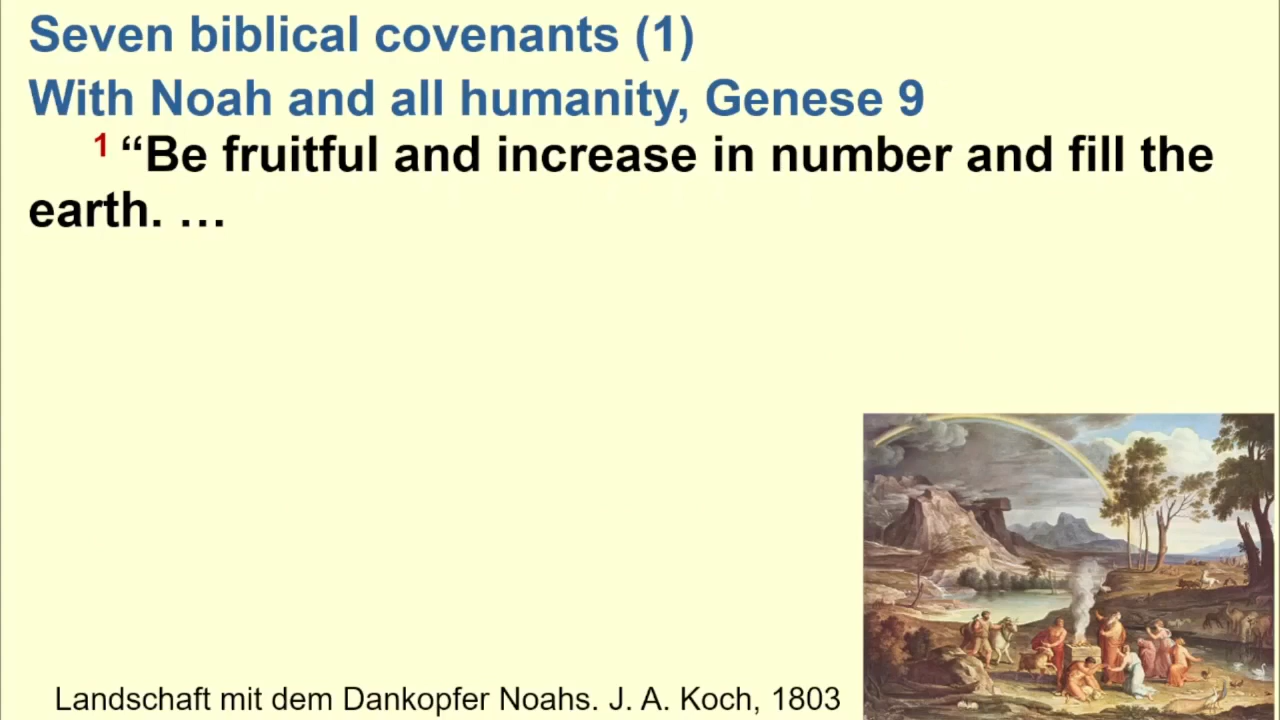 Seven biblical covenants (1)
With Noah and all humanity, Genese 9
1 “Be fruitful and increase in number and fill the
earth. …
Landschaft mit dem Dankopfer Noahs. J. A. Koch, 1803